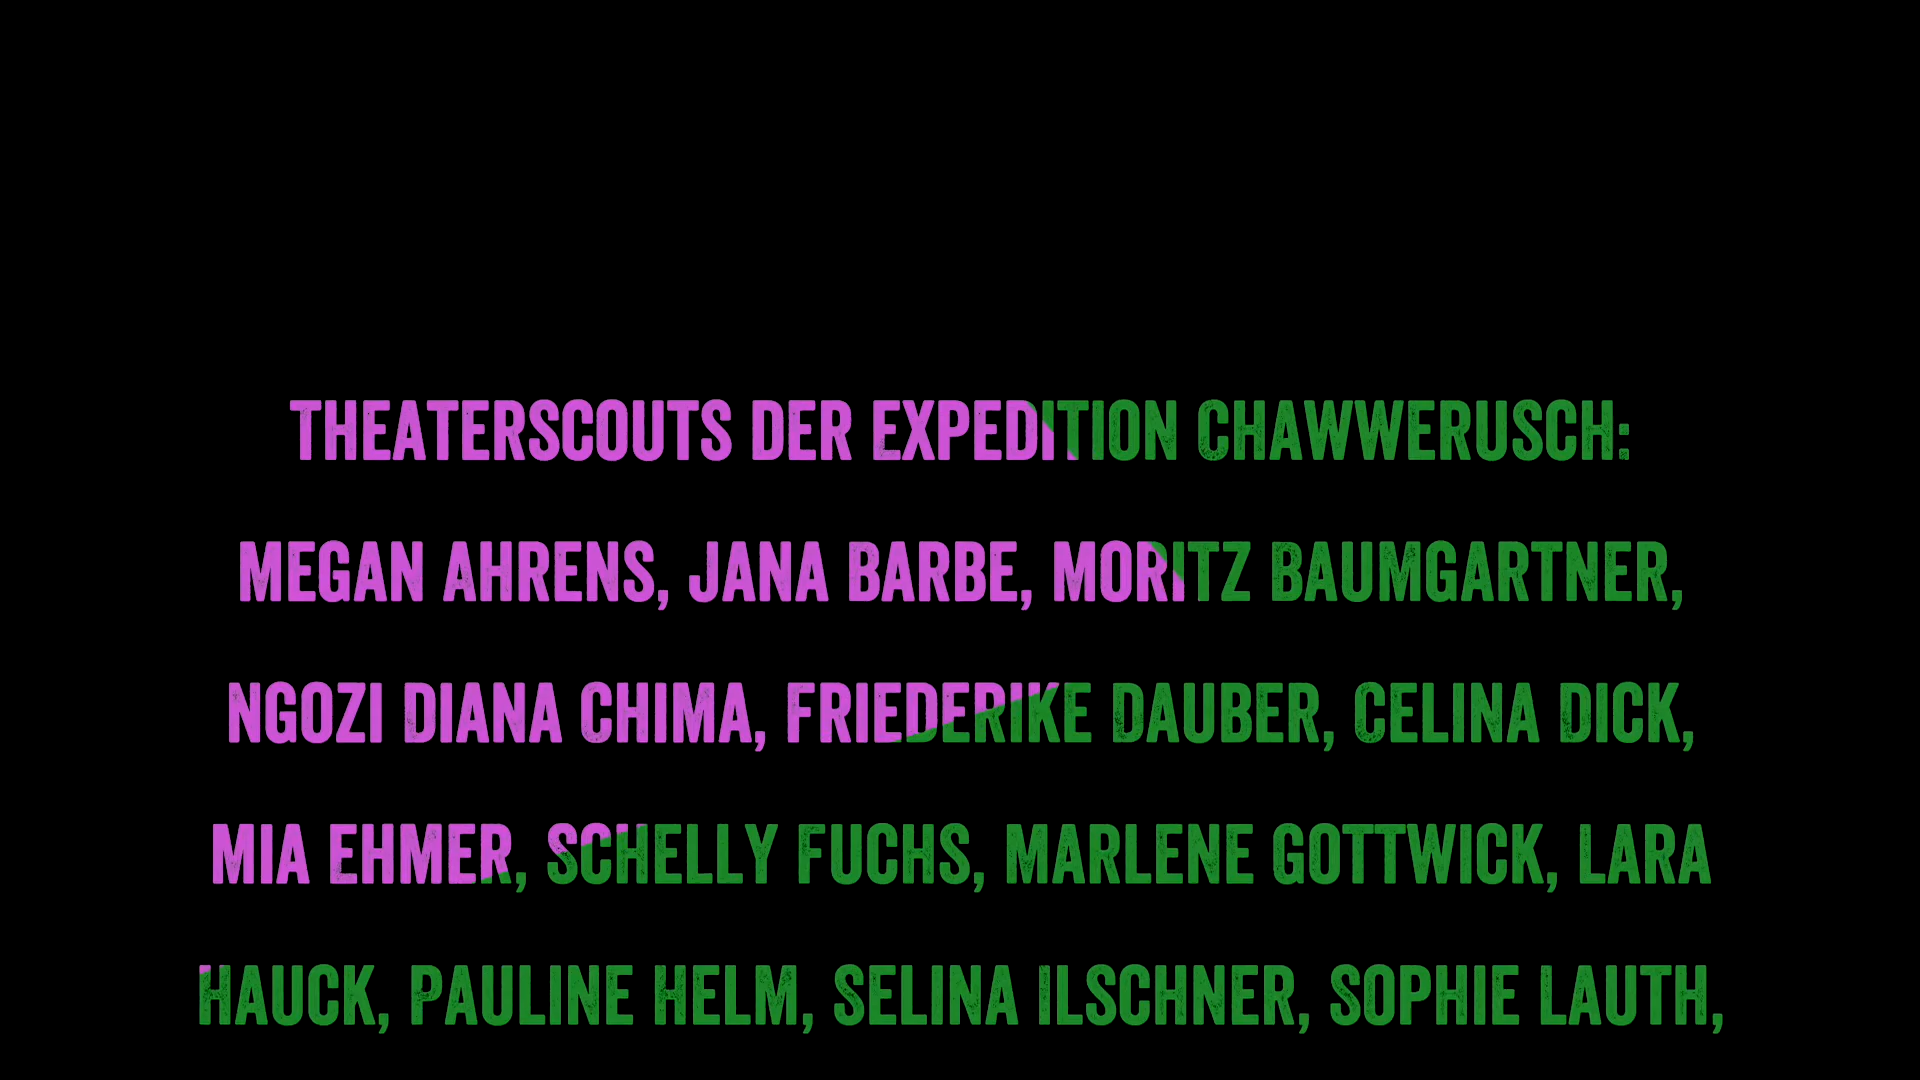 THEATERSCOUTS DER EXPEDITION CHAWWERUSCH:
MEGAN AHRENS, JANA BARBE, MORITZ BAUMGARTNER,
NGOZI DIANA CHIMA, FRIEDERIKE DAUBER, CELINA DICK,
MIA EHMER, SCHELLY FUCHS, MARLENE GOTTWICK, LARA
HAUCK, PAULINE HELM, SELINA ILSCHNER, SOPHIE LAUTH,